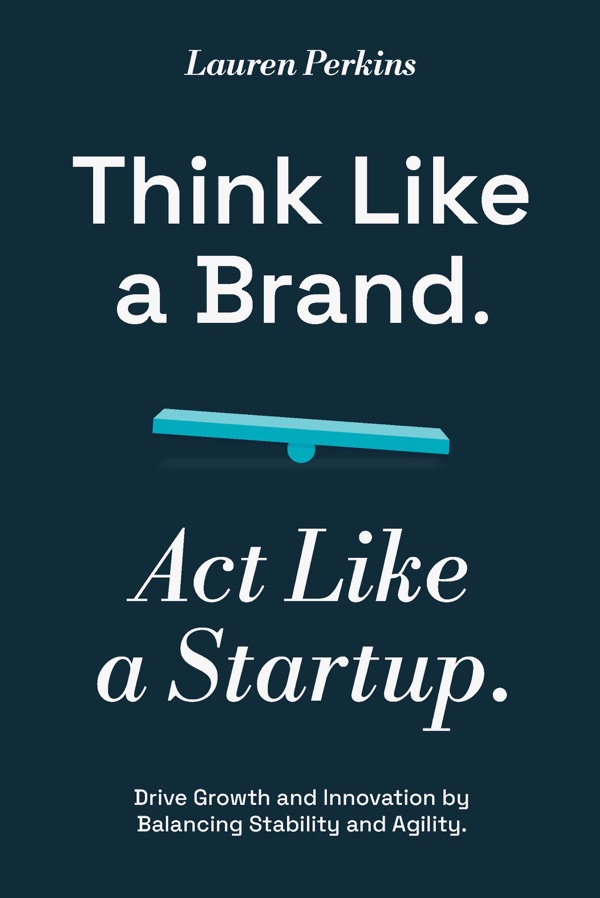 Lauren Perkins
Think Like
a Brand.
Act Like
a Startup.
Drive Growth and Innovation by
Balancing Stability and Agility.